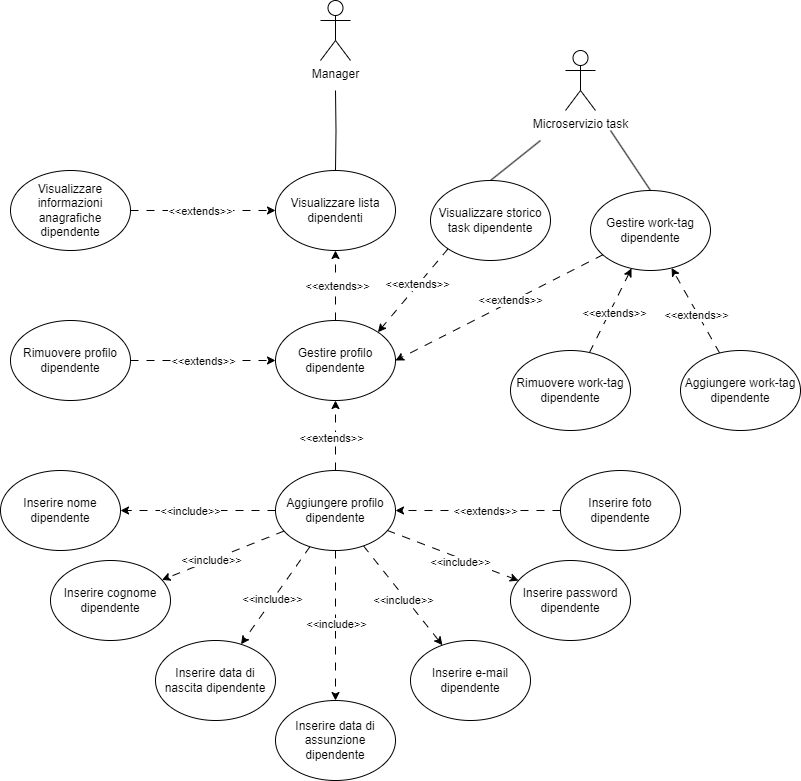 Manager
Microservizio task
Visualizzare
informazioni
anagrafiche
dipendente
<<extends>>
Visualizzare lista
dipendenti
Visualizzare storico
task dipendente
Gestire work-tag
dipendente
<<extends>>
<<extends>>
<<extends>>
<<extends>>
<<extends>>
Rimuovere profilo
dipendente
<<extends>>
Gestire profilo
dipendente
Rimuovere work-tag
dipendente
Aggiungere work-tag
dipendente
<<extends>>
Inserire nome
dipendente
<<include>>
Aggiungere profilo
dipendente
<<extends>>
Inserire foto
dipendente
<<include>>
<<include>>
Inserire cognome
dipendente
<<include>>
<<include>>
Inserire password
dipendente
<<include>>
Inserire data di
nascita dipendente
Inserire e-mail
dipendente
Inserire data di
assunzione
dipendente